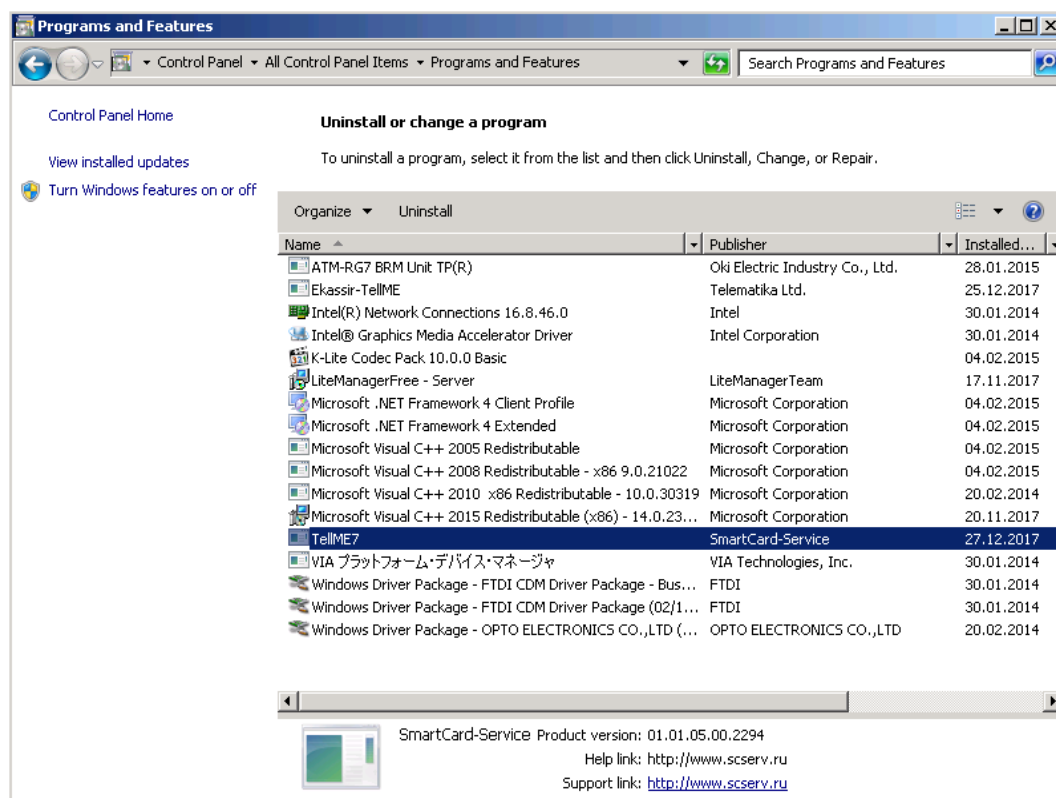 Programs and Features
Control Panel All Control Panel Items Programs and Features Search Programs and Features
Control Panel Home
View installed updates
Turn Windows features on or off
Uninstall or change a program
To uninstall a program, select it from the list and then click Uninstall, Change, or Repair.
Organize Uninstall
Name Publisher Installed...
ATM-RG7 BRM Unit TP(R) Oki Electric Industry Co., Ltd. 28.01.2015
Ekassir-TellME Telematika Ltd. 25.12.2017
Intel(R) Network Connections 16.8.46.0 Intel 30.01.2014
Intel® Graphics Media Accelerator Driver Intel Corporation 30.01.2014
K-Lite Codec Pack 10.0.0 Basic 04.02.2015
LiteManagerFree - Server LiteManagerTeam 17.11.2017
Microsoft .NET Framework 4 Client Profile Microsoft Corporation 04.02.2015
Microsoft .NET Framework 4 Extended Microsoft Corporation 04.02.2015
Microsoft Visual C++ 2005 Redistributable Microsoft Corporation 04.02.2015
Microsoft Visual C++ 2008 Redistributable - x86 9.0.21022 Microsoft Corporation 04.02.2015
Microsoft Visual C++ 2010 x86 Redistributable - 10.0.30319 Microsoft Corporation 20.02.2014
Microsoft Visual C++ 2015 Redistributable (x86) - 14.0.23... Microsoft Corporation 20.11.2017
TellME7 SmartCard-Service 27.12.2017
VIA プラットフォーム・デバイス・マネージャ VIA Technologies, Inc. 30.01.2014
Windows Driver Package - FTDI CDM Driver Package - Bus... FTDI 30.01.2014
Windows Driver Package - FTDI CDM Driver Package (02/1... FTDI 30.01.2014
Windows Driver Package - OPTO ELECTRONICS CO.,LTD (... OPTO ELECTRONICS CO.,LTD 20.02.2014
SmartCard-Service Product version: 01.01.05.00.2294
Help link: http://www.scserv.ru
Support link: http://www.scserv.ru